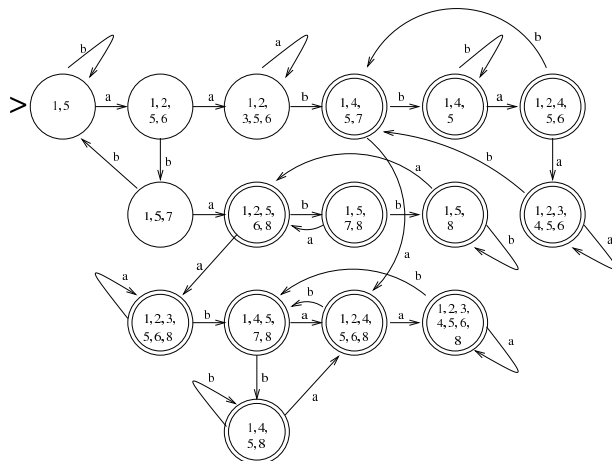 b
a
b
b
>
1, 5
a
1, 2,
5, 6
a
1, 2
3, 5, 6
b
1, 4,
5, 7
b
1, 4,
5
a
1, 2, 4,
5, 6
b
b
b
a
a
1, 5, 7
a
1, 2, 5,
6, 8
b
a
1, 5,
7, 8
b
1, 5,
8
b
1, 2, 3,
4, 5, 6
a
a
a
b
a
1, 2, 3,
5, 6, 8
b
1, 4, 5,
7, 8
b
a
1, 2, 4,
5, 6, 8
a
1, 2, 3,
4, 5, 6,
8
a
b
b
a
1, 4,
5, 8